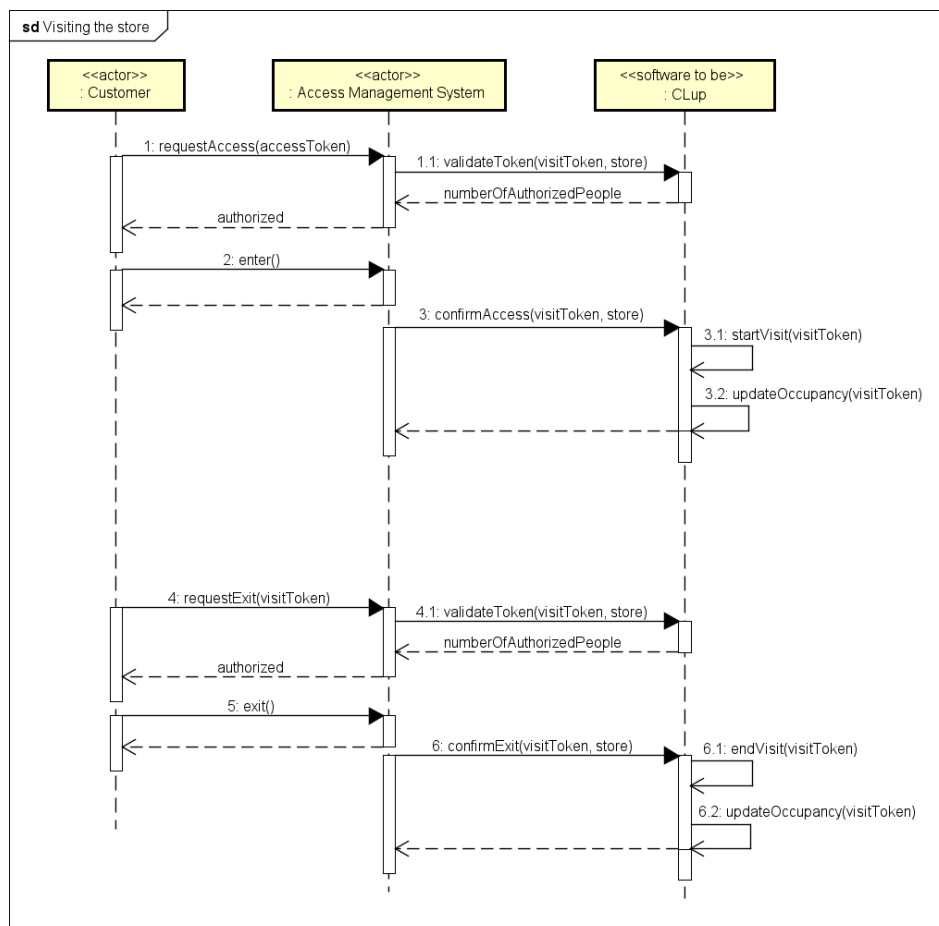 sd Visiting the store
<<actor>>
: Customer
<<actor>>
: Access Management System
<<software to be>>
: CLup
1: requestAccess(accessToken)
1.1: validateToken(visitToken, store)
numberOfAuthorizedPeople
authorized
2: enter()
3: confirmAccess(visitToken, store)
3.1: startVisit(visitToken)
3.2: updateOccupancy(visitToken)
4: requestExit(visitToken)
4.1: validateToken(visitToken, store)
numberOfAuthorizedPeople
authorized
5: exit()
6: confirmExit(visitToken, store)
6.1: endVisit(visitToken)
6.2: updateOccupancy(visitToken)